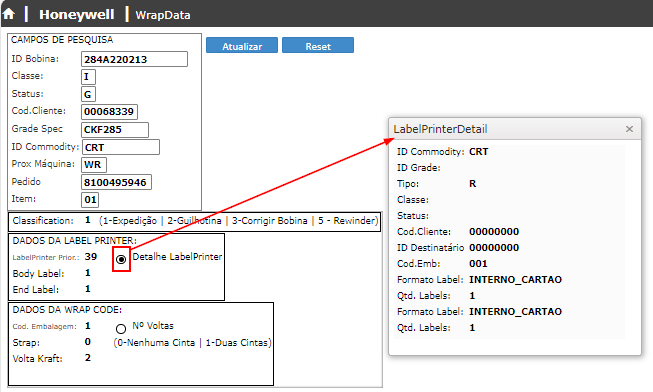 Honeywell | WrapData
CAMPOS DE PESQUISA
ID Bobina: 284A220213
Classe: I
Status: G
Cod.Cliente: 00068339
Grade Spec CKF285
ID Commodity: CRT
Prox Máquina: WR
Pedido 8100495946
Item: 01
Atualizar Reset
Classification: 1 (1-Expedição | 2-Guilhotina | 3-Corrigir Bobina | 5 - Rewinder)
DADOS DA LABEL PRINTER:
LabelPrinter Prior.: 39 Detalhe LabelPrinter
Body Label: 1
End Label: 1
DADOS DA WRAP CODE:
Cod. Embalagem: 1 Nº Voltas
Strap: 0 (0-Nenhuma Cinta | 1-Duas Cintas)
Volta Kraft: 2
LabelPrinterDetail ×
ID Commodity: CRT
ID Grade:
Tipo: R
Classe:
Status:
Cod.Cliente: 00000000
ID Destinatário 00000000
Cod.Emb: 001
Formato Label: INTERNO_CARTAO
Qtd. Labels: 1
Formato Label: INTERNO_CARTAO
Qtd. Labels: 1